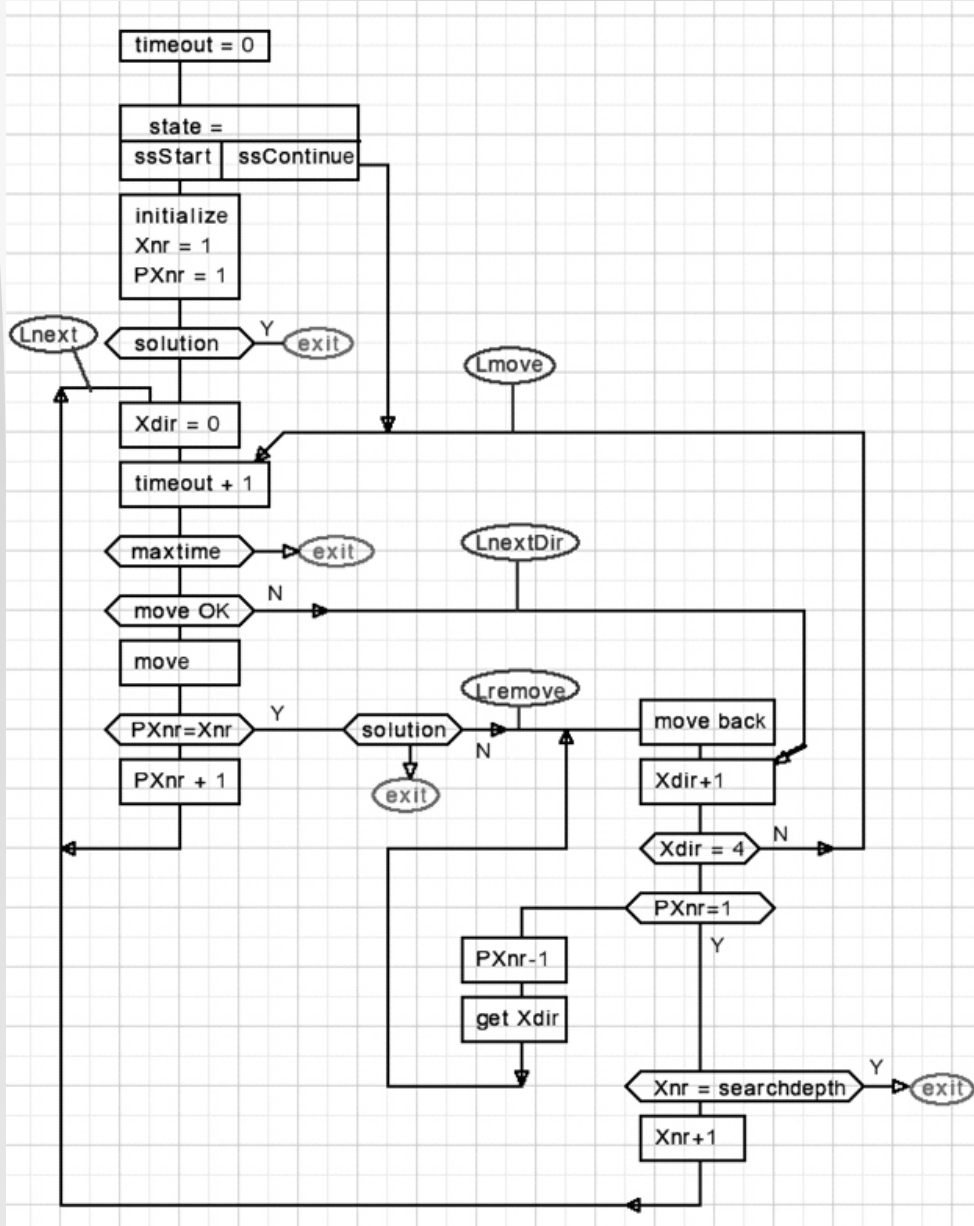 timeout = 0
state =
ssStart
ssContinue
initialize
Xnr = 1
PXnr = 1
Lnext
solution
Y
exit
Lmove
Xdir = 0
timeout + 1
LnextDir
maxtime
exit
move OK
N
move
Lremove
PXnr=Xnr
Y
solution
N
move back
PXnr + 1
exit
Xdir+1
Xdir = 4
N
PXnr=1
Y
PXnr-1
get Xdir
Xnr = searchdepth
Y
exit
Xnr+1